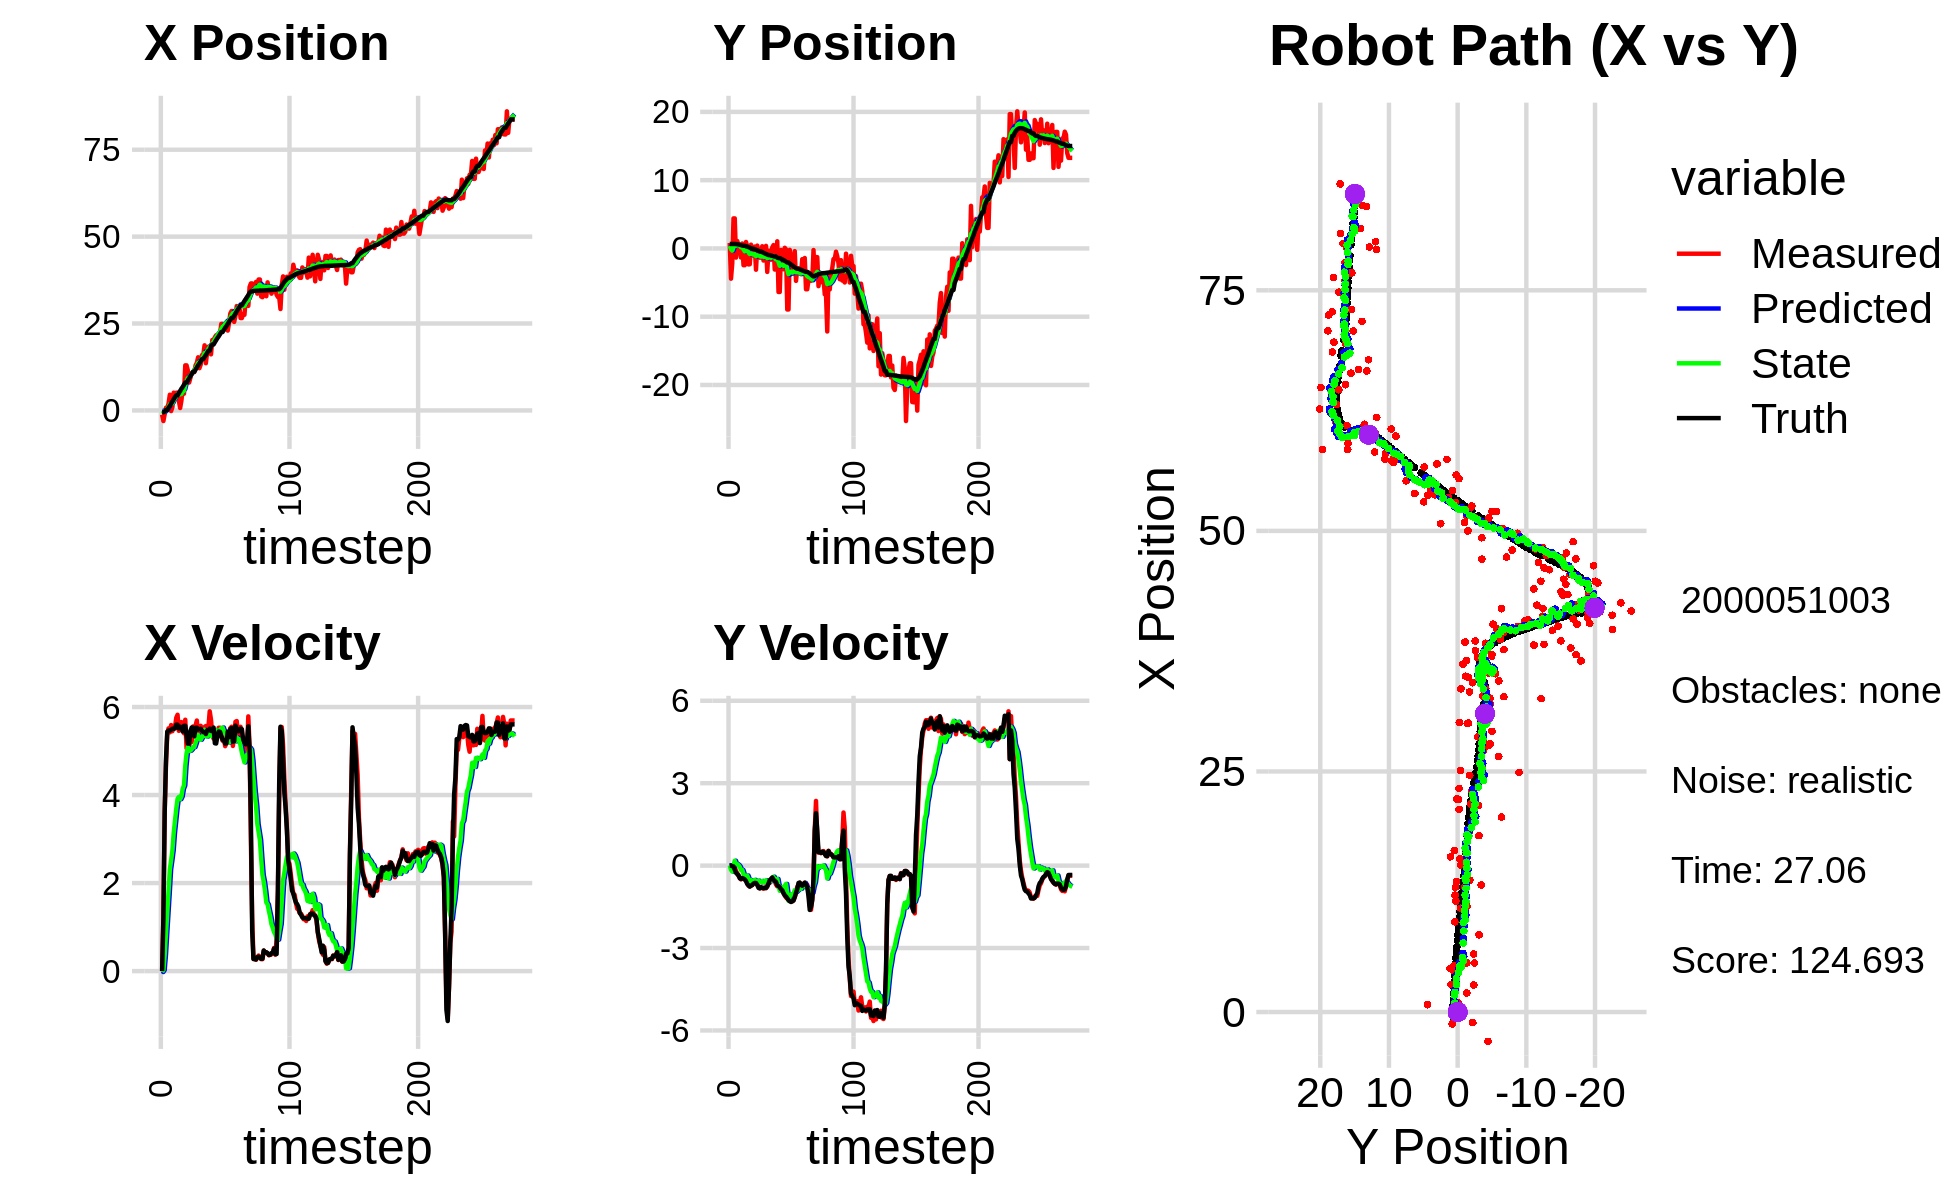 X Position
75
50
25
0
0
100
200
timestep
Y Position
20
10
0
-10
-20
0
100
200
timestep
X Velocity
6
4
2
0
0
100
200
timestep
Y Velocity
6
3
0
-3
-6
0
100
200
timestep
Robot Path (X vs Y)
X Position
75
50
25
0
20 10 0 -10 -20
Y Position
variable
Measured
Predicted
State
Truth
2000051003
Obstacles: none
Noise: realistic
Time: 27.06
Score: 124.693